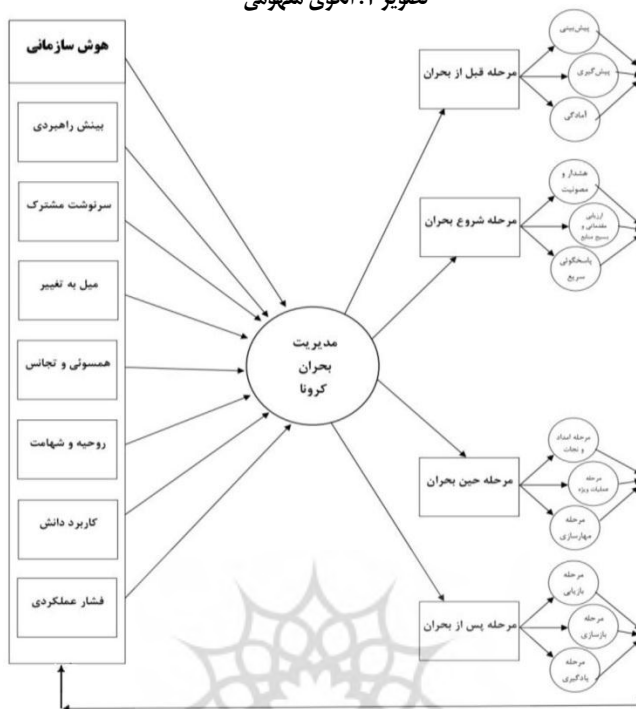 تصویر ۱. الگوی مفهومی
هوش سازمانی
بینش راهبردی
سرنوشت مشترک
میل به تغییر
همسوئی و تجانس
روحیه و شهامت
کاربرد دانش
فشار عملکردی
مدیریت
بحران
کرونا
مرحله قبل از بحران
پیش‌بینی
پیش‌گیری
آمادگی
مرحله شروع بحران
هشدار و
مصونیت
ارزیابی
مقدماتی و
بسیج منابع
پاسخگوئی
سریع
مرحله حین بحران
مرحله امداد
و نجات
مرحله
عملیات ویژه
مرحله
مهارسازی
مرحله پس از بحران
مرحله
بازیابی
مرحله
بازسازی
مرحله
یادگیری